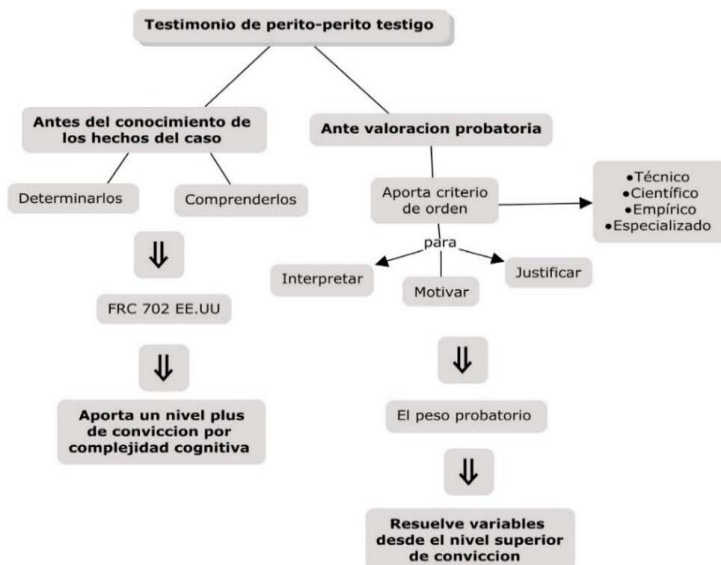 Testimonio de perito-perito testigo
Antes del conocimiento de
los hechos del caso
Determinarlos
Comprenderlos
FRC 702 EE.UU
Aporta un nivel plus
de conviccion por
complejidad cognitiva
Ante valoracion probatoria
Aporta criterio
de orden
●Técnico
●Científico
●Empírico
●Especializado
para
Interpretar
Motivar
Justificar
El peso probatorio
Resuelve variables
desde el nivel superior
de conviccion